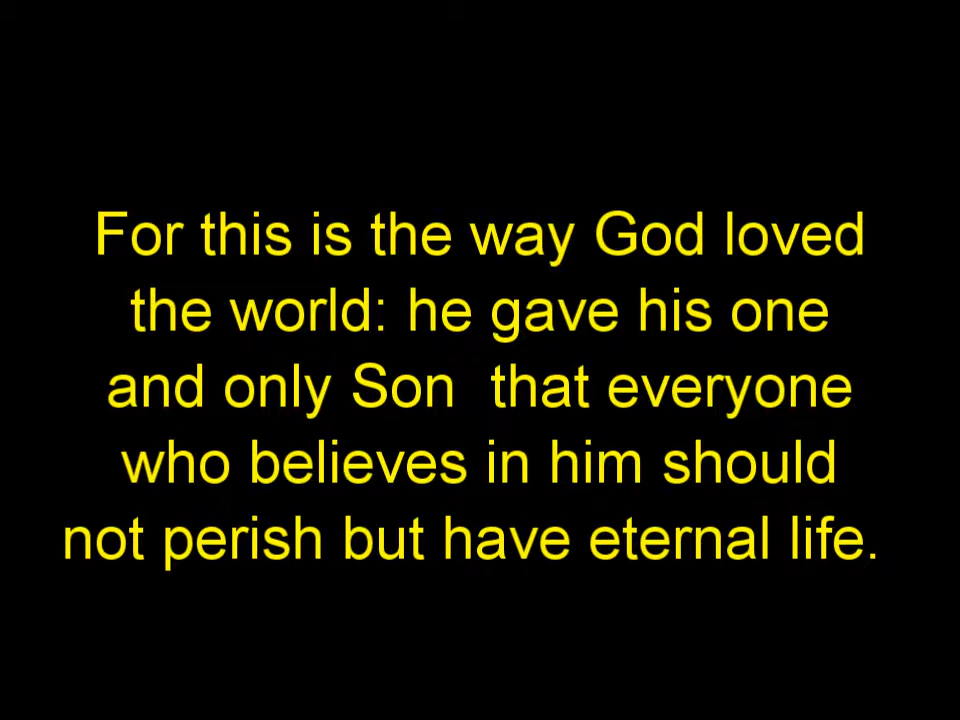 For this is the way God loved
the world: he gave his one
and only Son  that everyone
who believes in him should
not perish but have eternal life.